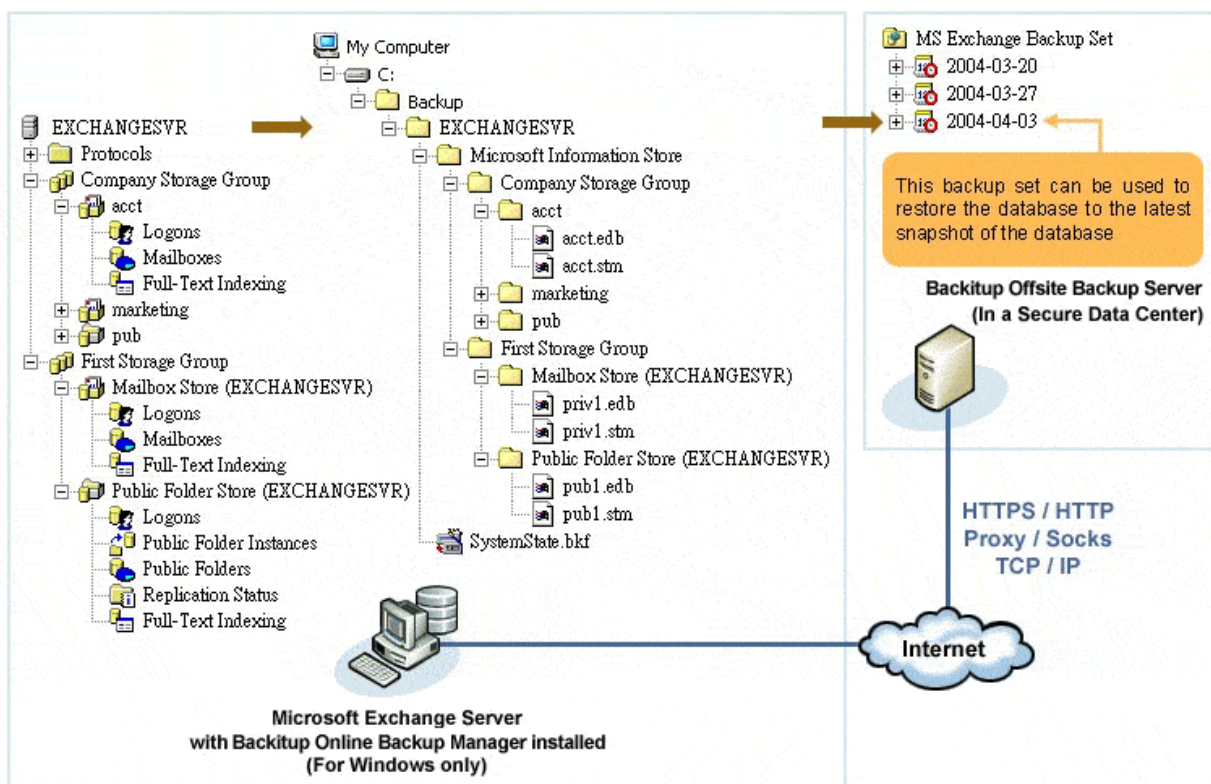 EXCHANGESVR
Protocols
Company Storage Group
acct
Logons
Mailboxes
Full-Text Indexing
marketing
pub
First Storage Group
Mailbox Store (EXCHANGESVR)
Logons
Mailboxes
Full-Text Indexing
Public Folder Store (EXCHANGESVR)
Logons
Public Folder Instances
Public Folders
Replication Status
Full-Text Indexing
My Computer
C:
Backup
EXCHANGESVR
Microsoft Information Store
Company Storage Group
acct
acct.edb
acct.stm
marketing
pub
First Storage Group
Mailbox Store (EXCHANGESVR)
priv1.edb
priv1.stm
Public Folder Store (EXCHANGESVR)
pub1.edb
pub1.stm
SystemState.bkf
Microsoft Exchange Server
with Backitup Online Backup Manager installed
(For Windows only)
MS Exchange Backup Set
2004-03-20
2004-03-27
2004-04-03
This backup set can be used to
restore the database to the latest
snapshot of the database
Backitup Offsite Backup Server
(In a Secure Data Center)
HTTPS / HTTP
Proxy / Socks
TCP / IP
Internet